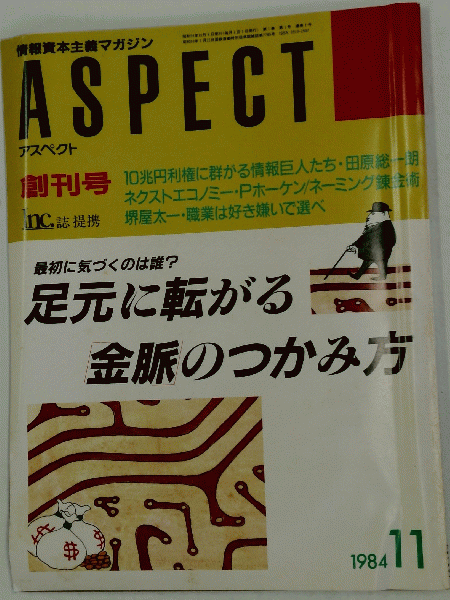 情報資本主義マガジン
ASPECT
アスペクト
創刊号
Inc.誌提携
10兆円利権に群がる情報巨人たち・田原総一朗
ネクストエコノミー・Pホーケン/ネーミング錬金術
堺屋太一・職業は好き嫌いで選べ
最初に気づくのは誰?
足元に転がる
金脈のつかみ方
$
$
$
1984 11